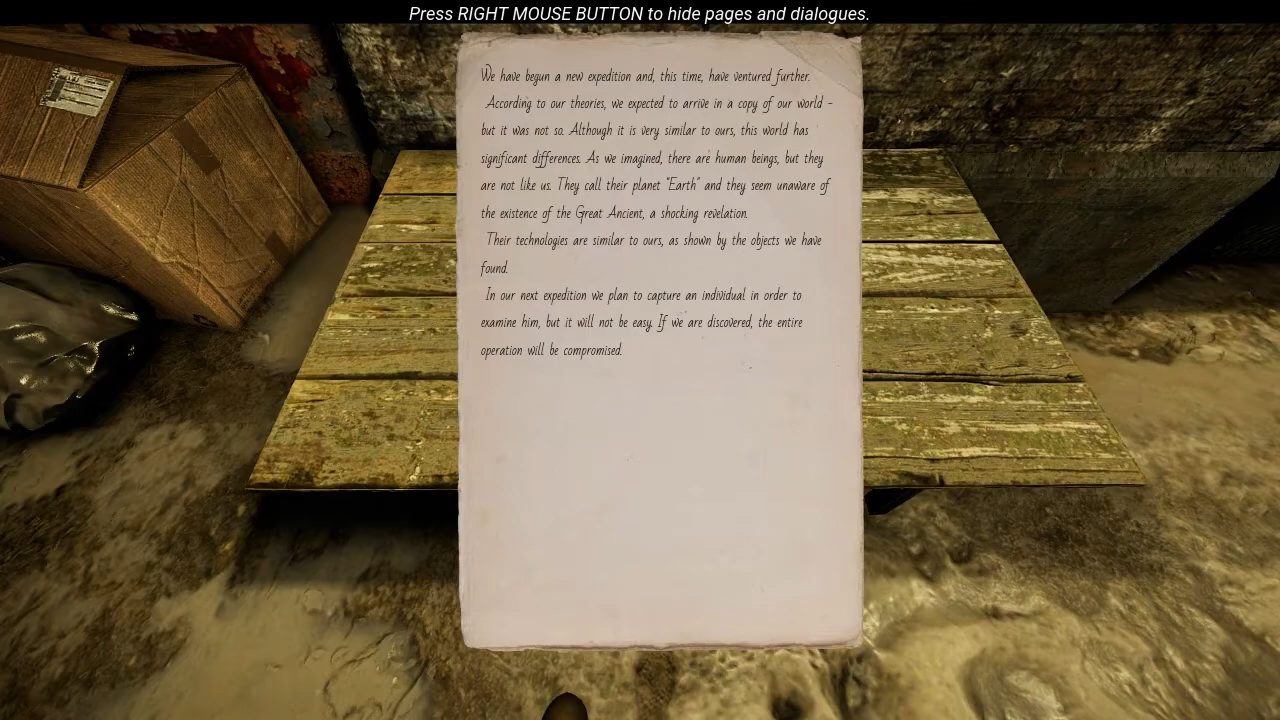 Press RIGHT MOUSE BUTTON to hide pages and dialogues.
We have begun a new expedition and, this time, have ventured further.
According to our theories, we expected to arrive in a copy of our world -
but it was not so. Although it is very similar to ours, this world has
significant differences. As we imagined, there are human beings, but they
are not like us. They call their planet "Earth" and they seem unaware of
the existence of the Great Ancient, a shocking revelation.
Their technologies are similar to ours, as shown by the objects we have
found.
In our next expedition we plan to capture an individual in order to
examine him, but it will not be easy. If we are discovered, the entire
operation will be compromised.